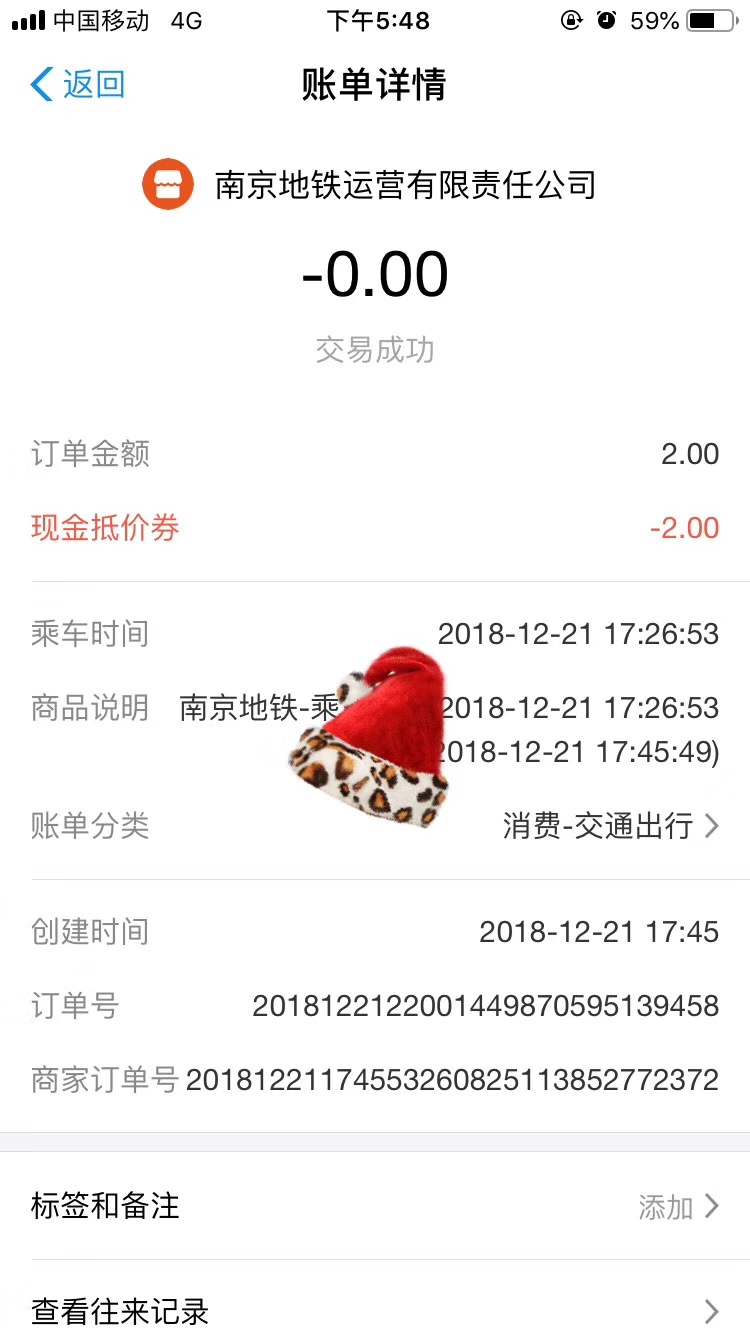 中国移动 4G 下午5:48 59%
返回 账单详情
南京地铁运营有限责任公司
-0.00
交易成功
订单金额 2.00
现金抵价券 -2.00
乘车时间 2018-12-21 17:26:53
商品说明 南京地铁-乘 2018-12-21 17:26:53
2018-12-21 17:45:49)
账单分类 消费-交通出行
创建时间 2018-12-21 17:45
订单号 2018122122001449870595139458
商家订单号 20181221174553260825113852772372
标签和备注 添加
查看往来记录